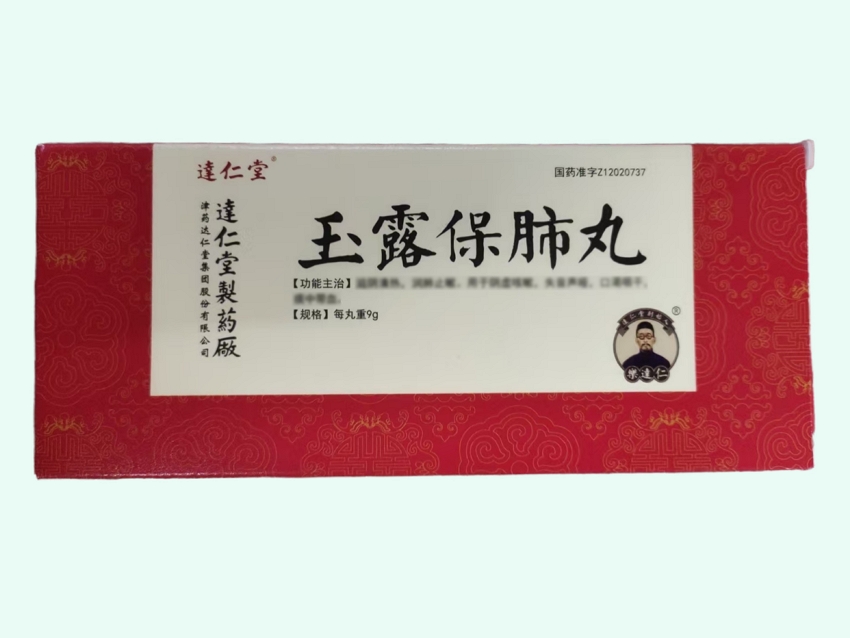 達仁堂®
国药准字Z12020737
達仁堂製药厰
津药达仁堂集团股份有限公司
玉露保肺丸
【功能主治】
【规格】每丸重9g
®
樂達仁